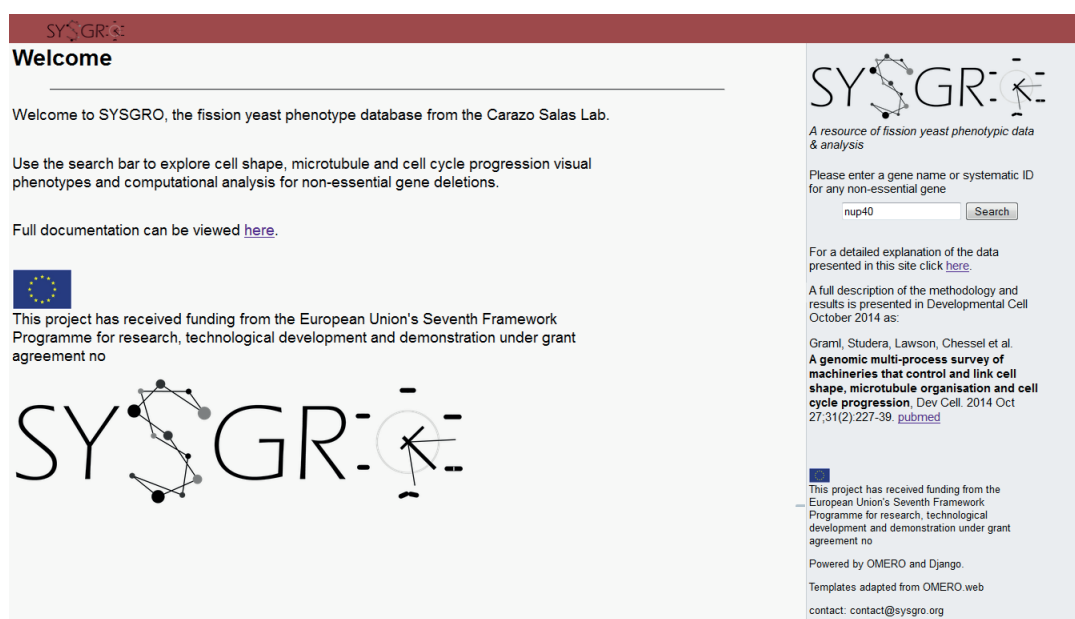 SYSGRO
Welcome
Welcome to SYSGRO, the fission yeast phenotype database from the Carazo Salas Lab.
Use the search bar to explore cell shape, microtubule and cell cycle progression visual
phenotypes and computational analysis for non-essential gene deletions.
Full documentation can be viewed here.
This project has received funding from the European Union's Seventh Framework
Programme for research, technological development and demonstration under grant
agreement no
SYSGRO
SYSGRO
A resource of fission yeast phenotypic data
& analysis
Please enter a gene name or systematic ID
for any non-essential gene
nup40 Search
For a detailed explanation of the data
presented in this site click here.
A full description of the methodology and
results is presented in Developmental Cell
October 2014 as:
Graml, Studera, Lawson, Chessel et al.
A genomic multi-process survey of
machineries that control and link cell
shape, microtubule organisation and cell
cycle progression, Dev Cell. 2014 Oct
27;31(2):227-39. pubmed
This project has received funding from the
European Union's Seventh Framework
Programme for research, technological
development and demonstration under grant
agreement no
Powered by OMERO and Django.
Templates adapted from OMERO.web
contact: contact@sysgro.org